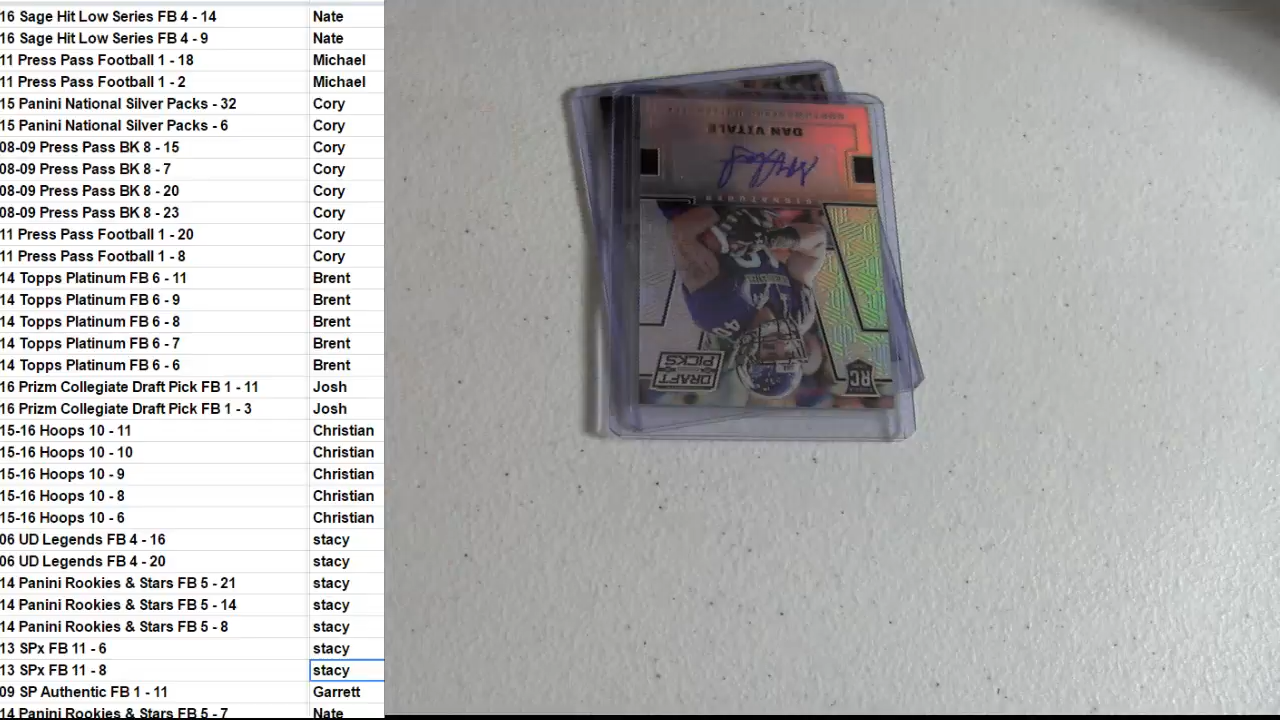 16 Sage Hit Low Series FB 4 - 14 Nate
16 Sage Hit Low Series FB 4 - 9 Nate
11 Press Pass Football 1 - 18 Michael
11 Press Pass Football 1 - 2 Michael
15 Panini National Silver Packs - 32 Cory
15 Panini National Silver Packs - 6 Cory
08-09 Press Pass BK 8 - 15 Cory
08-09 Press Pass BK 8 - 7 Cory
08-09 Press Pass BK 8 - 20 Cory
08-09 Press Pass BK 8 - 23 Cory
11 Press Pass Football 1 - 20 Cory
11 Press Pass Football 1 - 8 Cory
14 Topps Platinum FB 6 - 11 Brent
14 Topps Platinum FB 6 - 9 Brent
14 Topps Platinum FB 6 - 8 Brent
14 Topps Platinum FB 6 - 7 Brent
14 Topps Platinum FB 6 - 6 Brent
16 Prizm Collegiate Draft Pick FB 1 - 11 Josh
16 Prizm Collegiate Draft Pick FB 1 - 3 Josh
15-16 Hoops 10 - 11 Christian
15-16 Hoops 10 - 10 Christian
15-16 Hoops 10 - 9 Christian
15-16 Hoops 10 - 8 Christian
15-16 Hoops 10 - 6 Christian
06 UD Legends FB 4 - 16 stacy
06 UD Legends FB 4 - 20 stacy
14 Panini Rookies & Stars FB 5 - 21 stacy
14 Panini Rookies & Stars FB 5 - 14 stacy
14 Panini Rookies & Stars FB 5 - 8 stacy
13 SPx FB 11 - 6 stacy
13 SPx FB 11 - 8 stacy
09 SP Authentic FB 1 - 11 Garrett
14 Panini Rookies & Stars FB 5 - 7 Nate
DAN VITALE
SIGNATURES
40
DRAFT
PICKS
RC